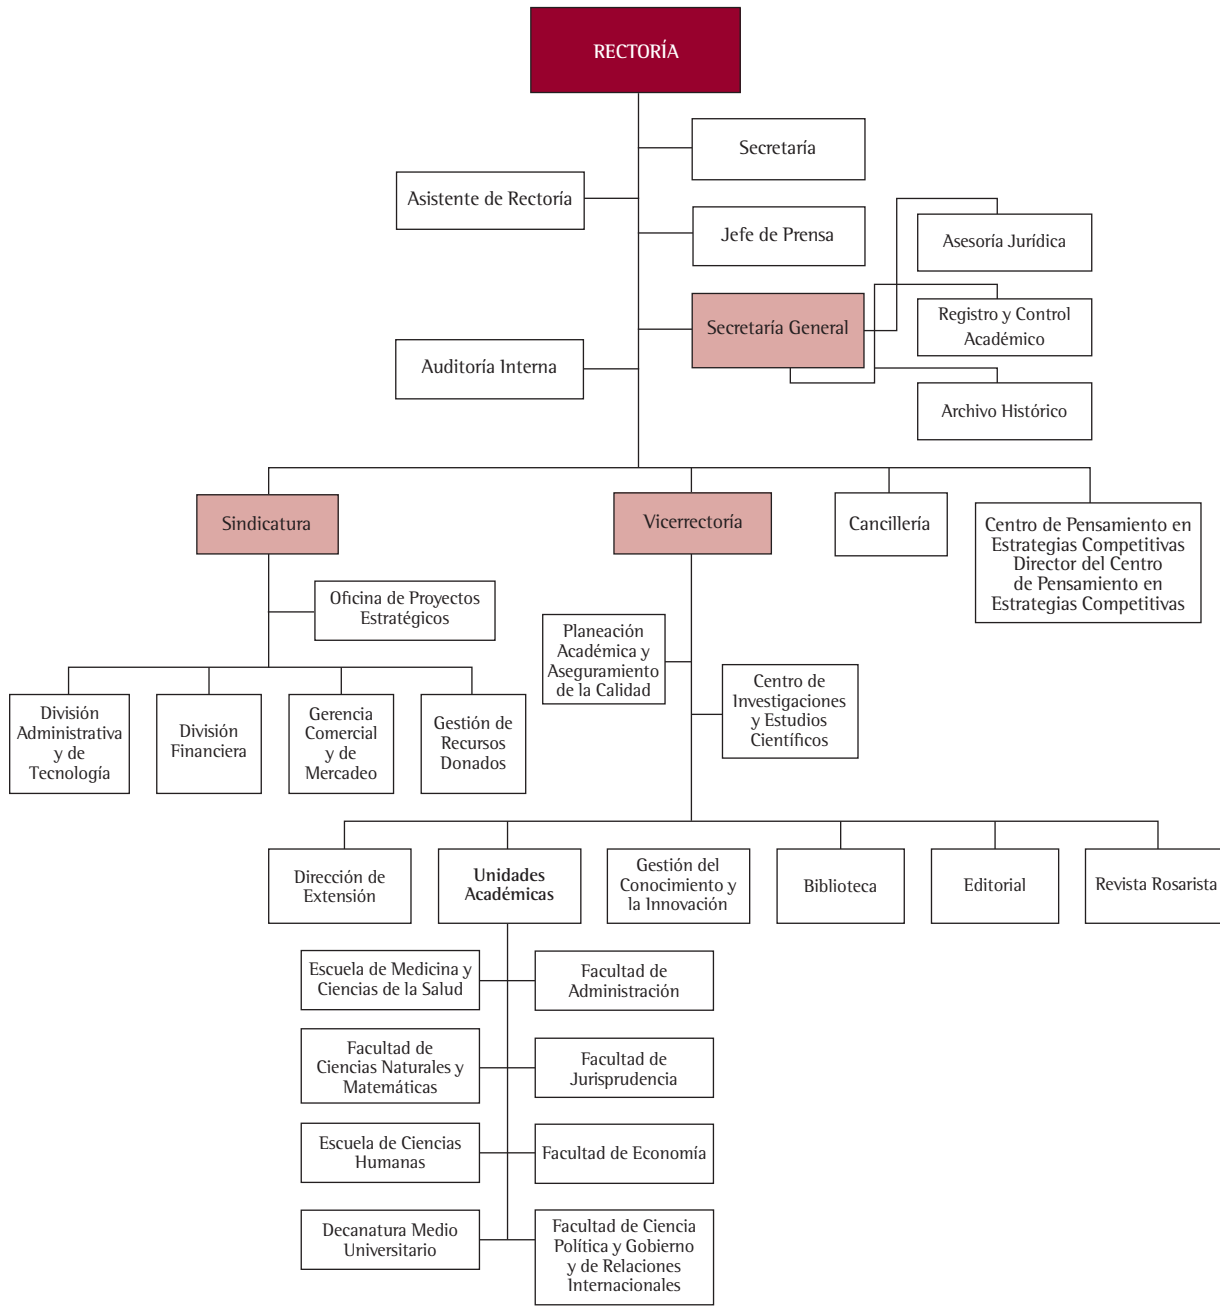 RECTORÍA
Secretaría
Asistente de Rectoría
Jefe de Prensa
Asesoría Jurídica
Secretaría General
Registro y Control
Académico
Auditoría Interna
Archivo Histórico
Sindicatura
Vicerrectoría
Cancillería
Centro de Pensamiento en
Estrategias Competitivas
Director del Centro
de Pensamiento en
Estrategias Competitivas
Oficina de Proyectos
Estratégicos
Planeación
Académica y
Aseguramiento
de la Calidad
Centro de
Investigaciones
y Estudios
Científicos
División
Administrativa
y de
Tecnología
División
Financiera
Gerencia
Comercial
y de
Mercadeo
Gestión de
Recursos
Donados
Dirección de
Extensión
Unidades
Académicas
Gestión del
Conocimiento y
la Innovación
Biblioteca
Editorial
Revista Rosarista
Escuela de Medicina y
Ciencias de la Salud
Facultad de
Administración
Facultad de
Ciencias Naturales y
Matemáticas
Facultad de
Jurisprudencia
Escuela de Ciencias
Humanas
Facultad de Economía
Decanatura Medio
Universitario
Facultad de Ciencia
Política y Gobierno
y de Relaciones
Internacionales